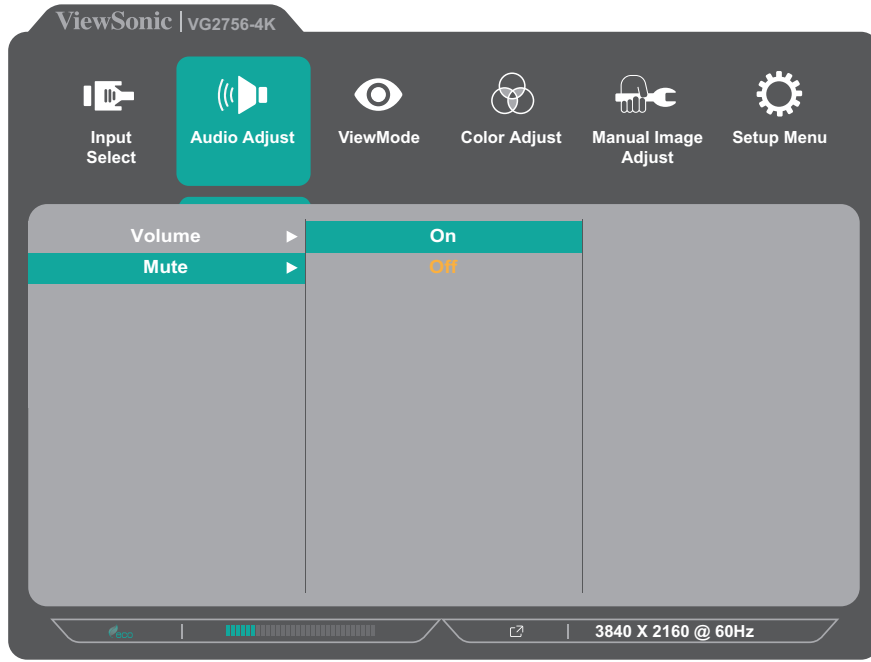 ViewSonic | VG2756-4K
Input
Select
Audio Adjust
ViewMode
Color Adjust
Manual Image
Adjust
Setup Menu
Volume
On
Mute
Off
eco
3840 X 2160 @ 60Hz